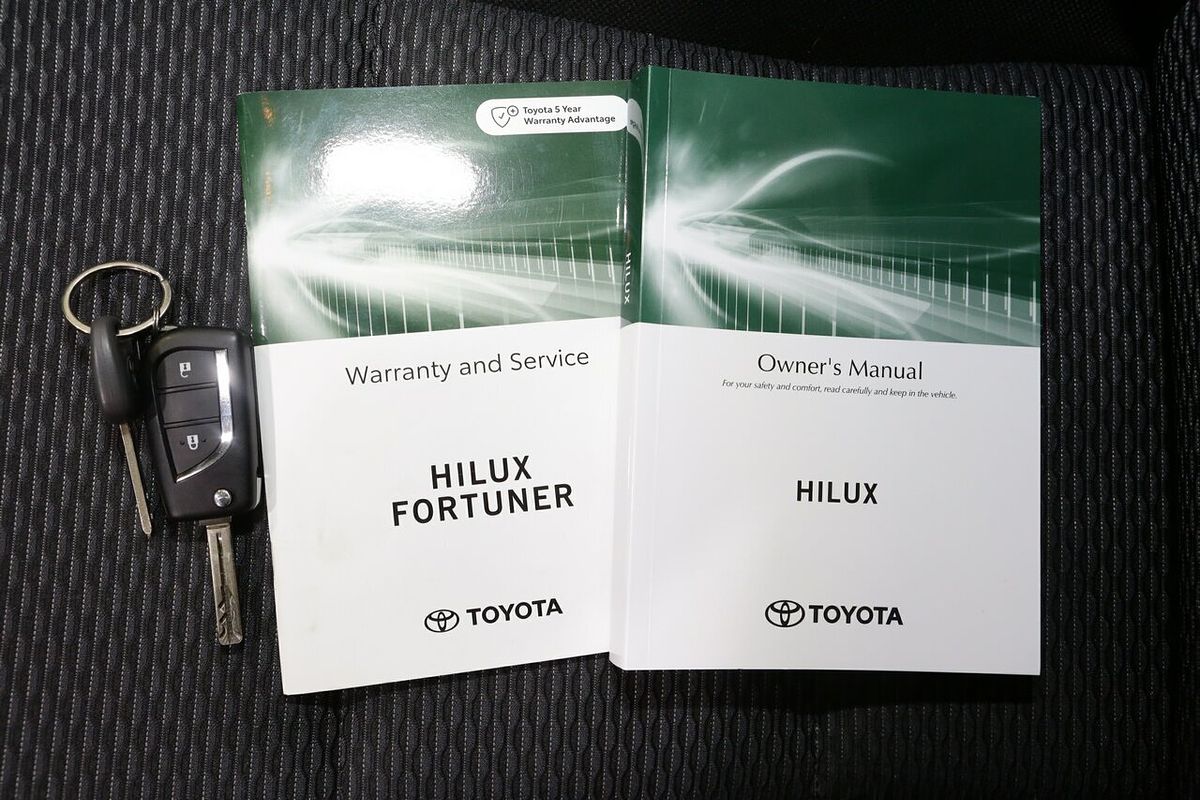 Toyota 5 Year
Warranty Advantage
HILUX
Warranty and Service
HILUX
FORTUNER
TOYOTA
Owner's Manual
For your safety and comfort, read carefully and keep in the vehicle.
HILUX
TOYOTA